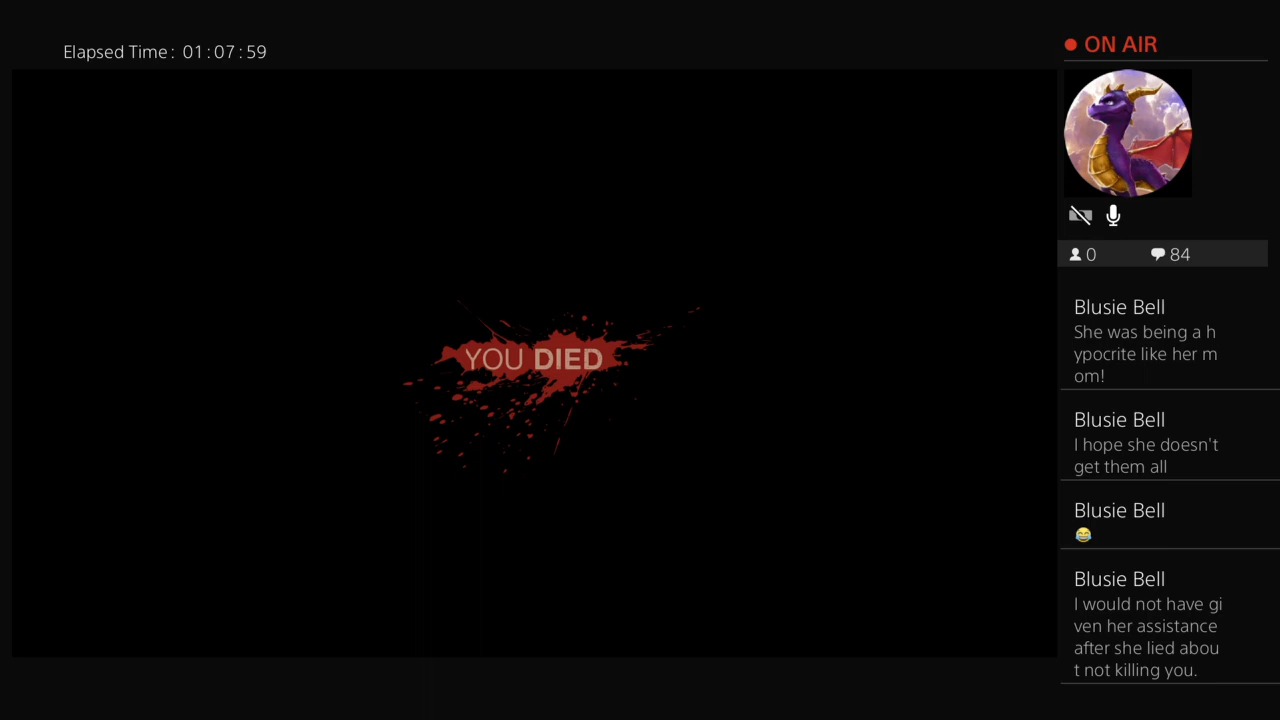 Elapsed Time: 01:07:59
ON AIR
0 84
YOU DIED
Blusie Bell
She was being a h
ypocrite like her m
om!
Blusie Bell
I hope she doesn't
get them all
Blusie Bell
😂
Blusie Bell
I would not have gi
ven her assistance
after she lied abou
t not killing you.